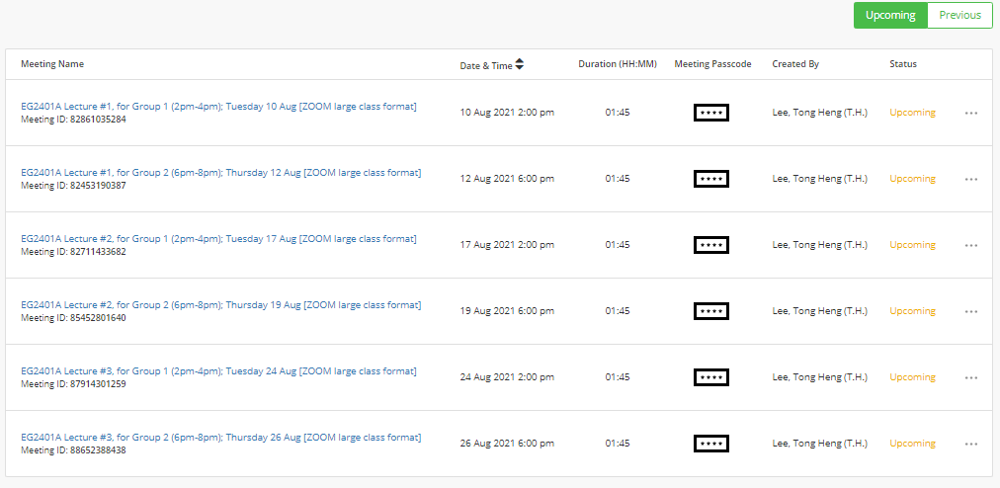 Upcoming Previous
Meeting Name Date & Time Duration (HH:MM) Meeting Passcode Created By Status
EG2401A Lecture #1, for Group 1 (2pm-4pm); Tuesday 10 Aug [ZOOM large class format]
Meeting ID: 82861035284
10 Aug 2021 2:00 pm 01:45 **** Lee, Tong Heng (T.H.) Upcoming ...
EG2401A Lecture #1, for Group 2 (6pm-8pm); Thursday 12 Aug [ZOOM large class format]
Meeting ID: 82453190387
12 Aug 2021 6:00 pm 01:45 **** Lee, Tong Heng (T.H.) Upcoming ...
EG2401A Lecture #2, for Group 1 (2pm-4pm); Tuesday 17 Aug [ZOOM large class format]
Meeting ID: 82711433682
17 Aug 2021 2:00 pm 01:45 **** Lee, Tong Heng (T.H.) Upcoming ...
EG2401A Lecture #2, for Group 2 (6pm-8pm); Thursday 19 Aug [ZOOM large class format]
Meeting ID: 85452801640
19 Aug 2021 6:00 pm 01:45 **** Lee, Tong Heng (T.H.) Upcoming ...
EG2401A Lecture #3, for Group 1 (2pm-4pm); Tuesday 24 Aug [ZOOM large class format]
Meeting ID: 87914301259
24 Aug 2021 2:00 pm 01:45 **** Lee, Tong Heng (T.H.) Upcoming ...
EG2401A Lecture #3, for Group 2 (6pm-8pm); Thursday 26 Aug [ZOOM large class format]
Meeting ID: 88652388438
26 Aug 2021 6:00 pm 01:45 **** Lee, Tong Heng (T.H.) Upcoming ...